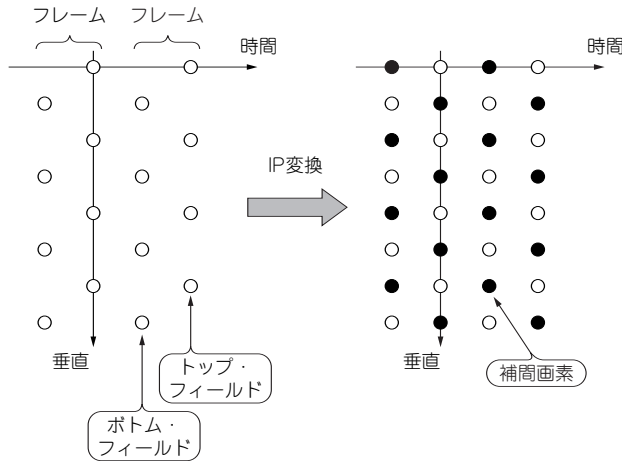 フレーム
フレーム
時間
時間
IP変換
垂直
垂直
トップ・
フィールド
補間画素
ボトム・
フィールド